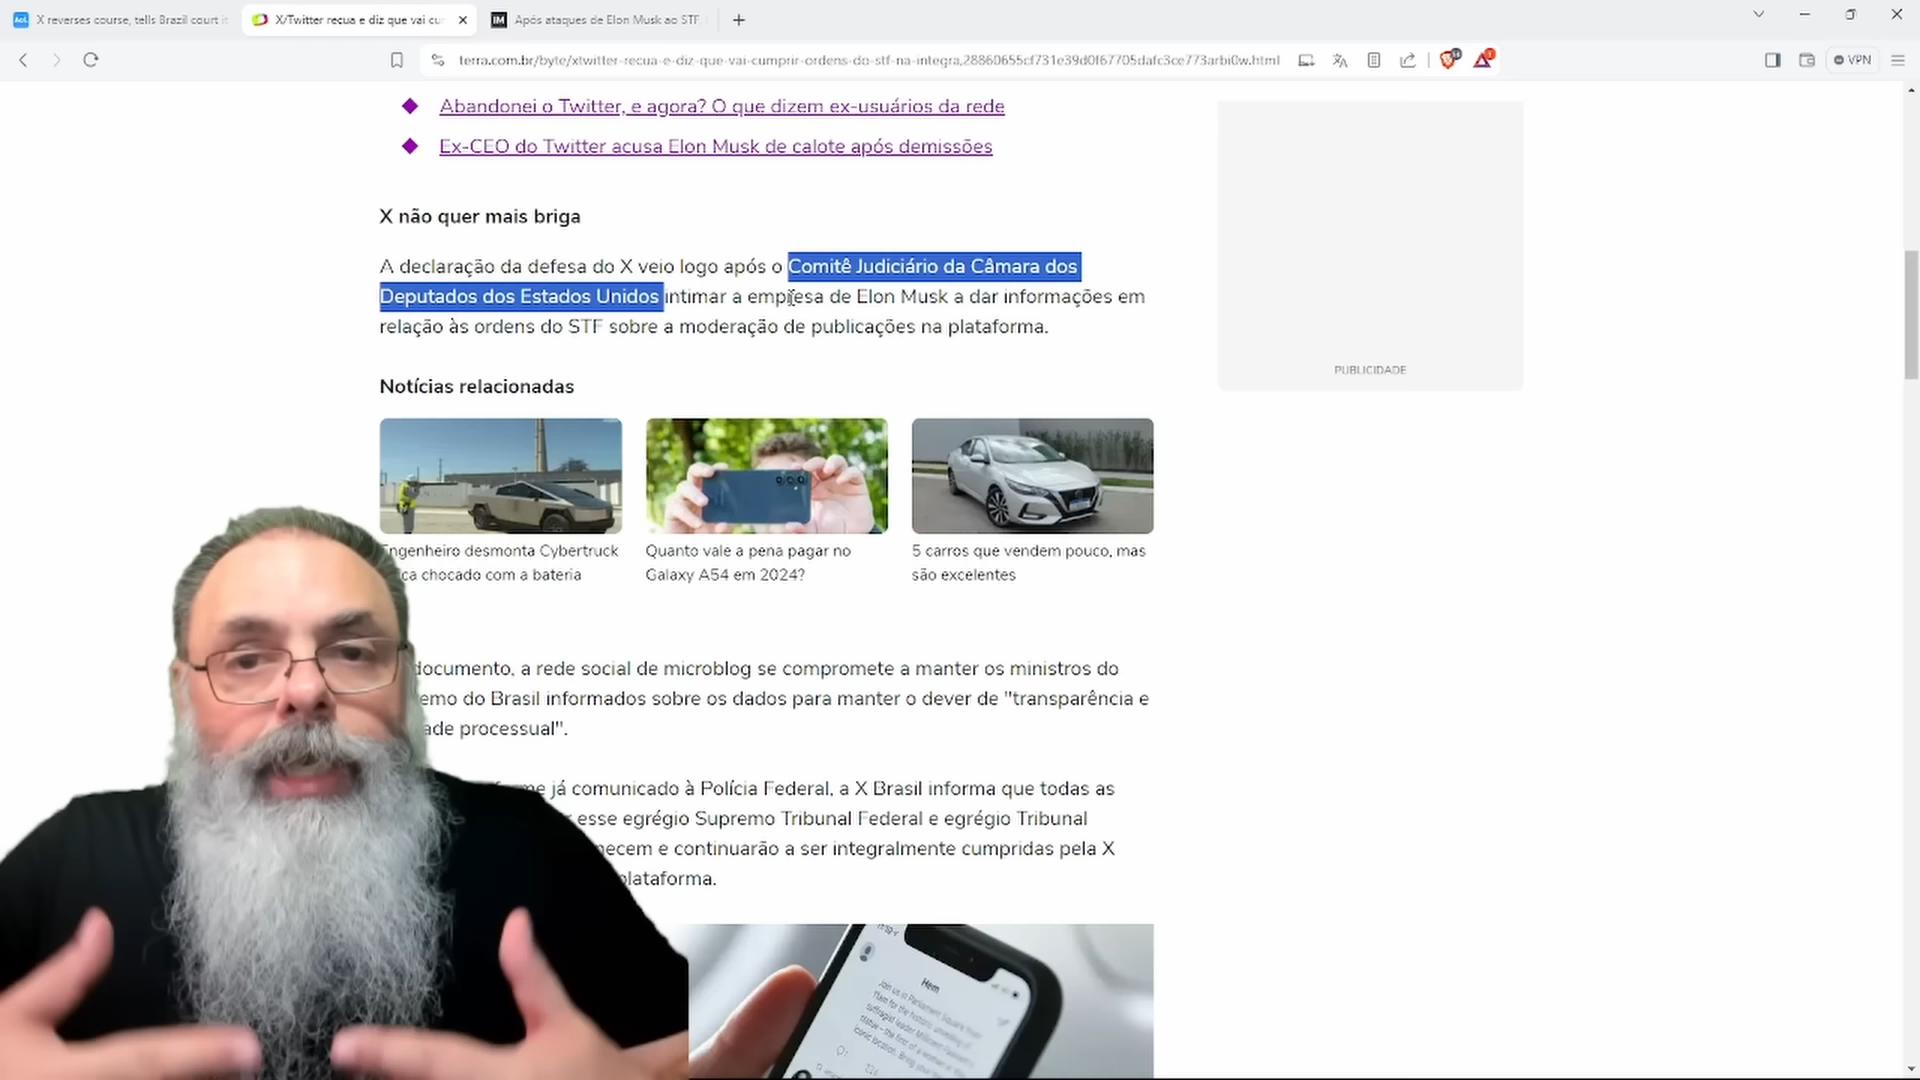 X reverses course, tells Brazil court it
X/Twitter recua e diz que vai cur
Após ataques de Elon Musk ao STF,
terra.com.br/byte/xtwitter-recua-e-diz-que-vai-cumprir-ordens-do-stf-na-integra,28860655cf731e39d0f67705dafc3ce773arbi0w.html
VPN
Abandonei o Twitter, e agora? O que dizem ex-usuários da rede
Ex-CEO do Twitter acusa Elon Musk de calote após demissões
X não quer mais briga
A declaração da defesa do X veio logo após o Comitê Judiciário da Câmara dos
Deputados dos Estados Unidos intimar a empresa de Elon Musk a dar informações em
relação às ordens do STF sobre a moderação de publicações na plataforma.
PUBLICIDADE
Notícias relacionadas
Engenheiro desmonta Cybertruck
ca chocado com a bateria
Quanto vale a pena pagar no
Galaxy A54 em 2024?
5 carros que vendem pouco, mas
são excelentes
documento, a rede social de microblog se compromete a manter os ministros do
emo do Brasil informados sobre os dados para manter o dever de "transparência e
ade processual".
me já comunicado à Polícia Federal, a X Brasil informa que todas as
esse egrégio Supremo Tribunal Federal e egrégio Tribunal
necem e continuarão a ser integralmente cumpridas pela X
plataforma.